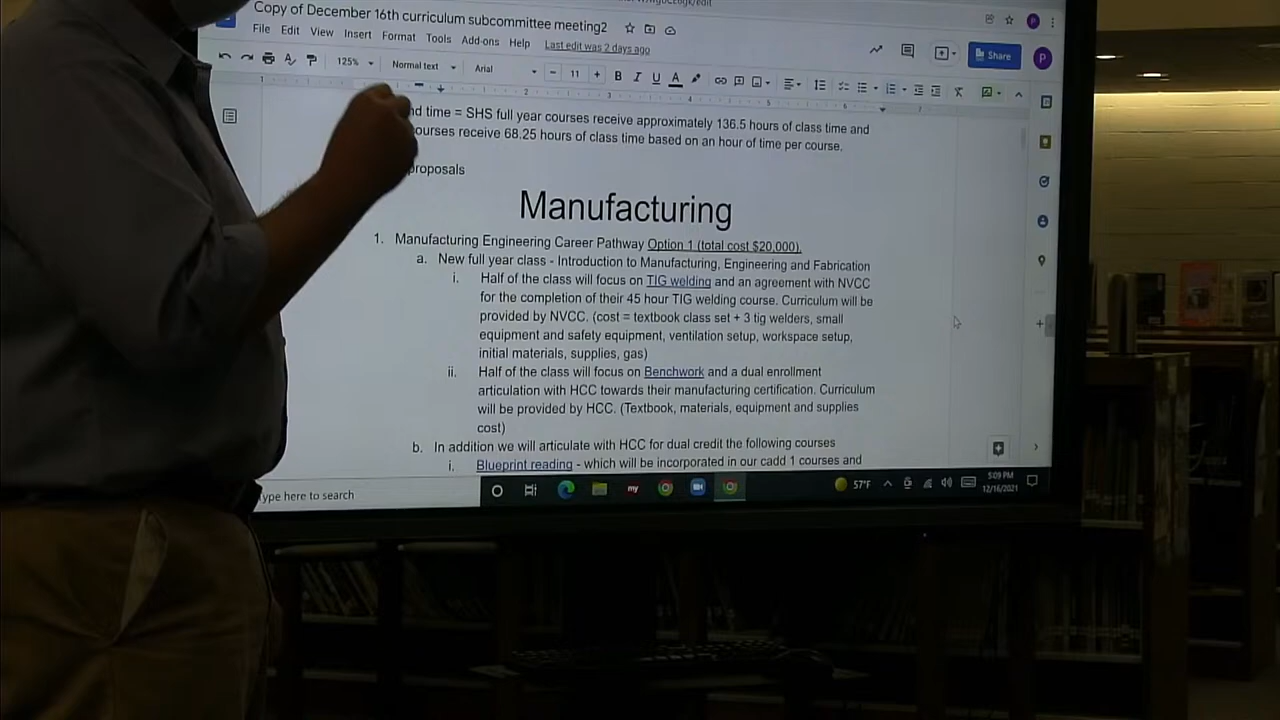 Copy of December 16th curriculum subcommittee meeting2
File Edit View Insert Format Tools Add-ons Help Last edit was 2 days ago
Share
P
125% Normal text Arial 11 B I U A
time = SHS full year courses receive approximately 136.5 hours of class time and
courses receive 68.25 hours of class time based on an hour of time per course.
proposals
Manufacturing
1. Manufacturing Engineering Career Pathway Option 1 (total cost $20,000).
a. New full year class - Introduction to Manufacturing, Engineering and Fabrication
i. Half of the class will focus on TIG welding and an agreement with NVCC
for the completion of their 45 hour TIG welding course. Curriculum will be
provided by NVCC. (cost = textbook class set + 3 tig welders, small
equipment and safety equipment, ventilation setup, workspace setup,
initial materials, supplies, gas)
ii. Half of the class will focus on Benchwork and a dual enrollment
articulation with HCC towards their manufacturing certification. Curriculum
will be provided by HCC. (Textbook, materials, equipment and supplies
cost)
b. In addition we will articulate with HCC for dual credit the following courses
i. Blueprint reading - which will be incorporated in our cadd 1 courses and
Type here to search
my
57°F
5:09 PM
12/16/2021